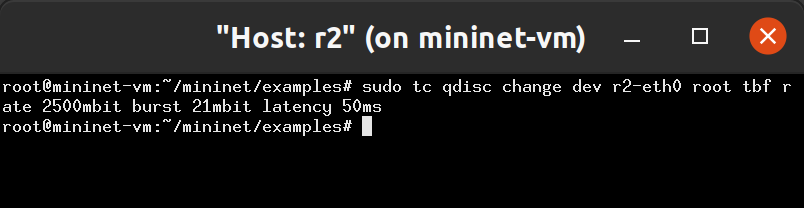 "Host: r2" (on mininet-vm)
root@mininet-vm:~/mininet/examples# sudo tc qdisc change dev r2-eth0 root tbf r
ate 2500mbit burst 21mbit latency 50ms
root@mininet-vm:~/mininet/examples#